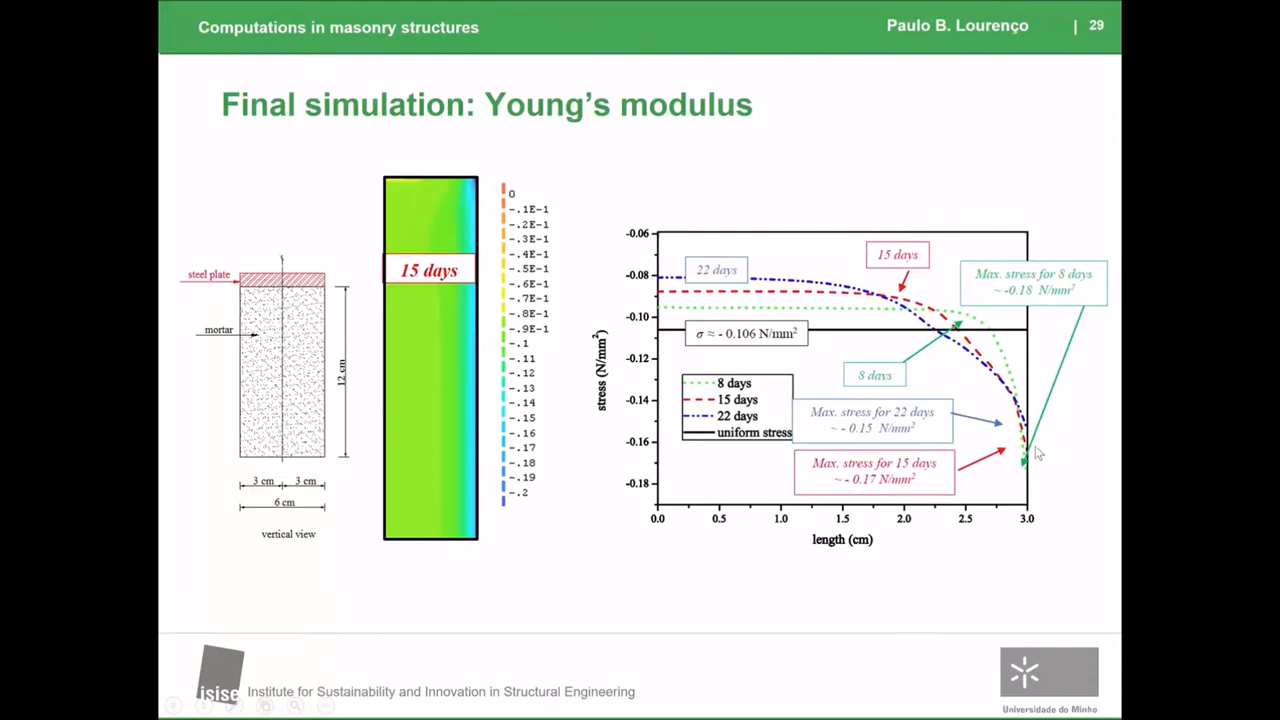 Computations in masonry structures
Paulo B. Lourenço | 29
Final simulation: Young's modulus
steel plate
mortar
12 cm
3 cm
3 cm
6 cm
vertical view
15 days
0
-.1E-1
-.2E-1
-.3E-1
-.4E-1
-.5E-1
-.6E-1
-.7E-1
-.8E-1
-.9E-1
-.1
-.11
-.12
-.13
-.14
-.15
-.16
-.17
-.18
-.19
-.2
stress (N/mm²)
-0.06
-0.08
-0.10
-0.12
-0.14
-0.16
-0.18
22 days
15 days
Max. stress for 8 days
~ -0.18 N/mm²
σ ≈ - 0.106 N/mm²
8 days
8 days
15 days
22 days
uniform stress
Max. stress for 22 days
~ - 0.15 N/mm²
Max. stress for 15 days
~ - 0.17 N/mm²
0.0
0.5
1.0
1.5
2.0
2.5
3.0
length (cm)
isise
Institute for Sustainability and Innovation in Structural Engineering
Universidade do Minho